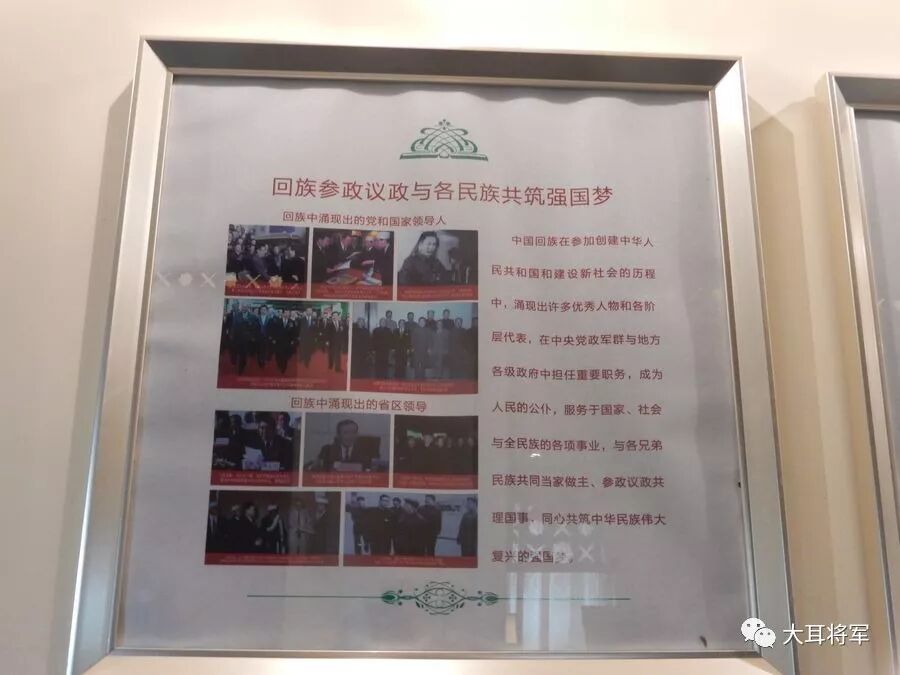 回族参政议政与各民族共筑强国梦
回族中涌现出的党和国家领导人
中国回族在参加创建中华人
民共和国和建设新社会的历程
中，涌现出许多优秀人物和各阶
层代表，在中央党政军群与地方
各级政府中担任重要职务，成为
人民的公仆，服务于国家、社会
与全民族的各项事业，与各兄弟
民族共同当家做主、参政议政共
理国事、同心共筑中华民族伟大
复兴的强国梦。
回族中涌现出的省区领导
大耳将军